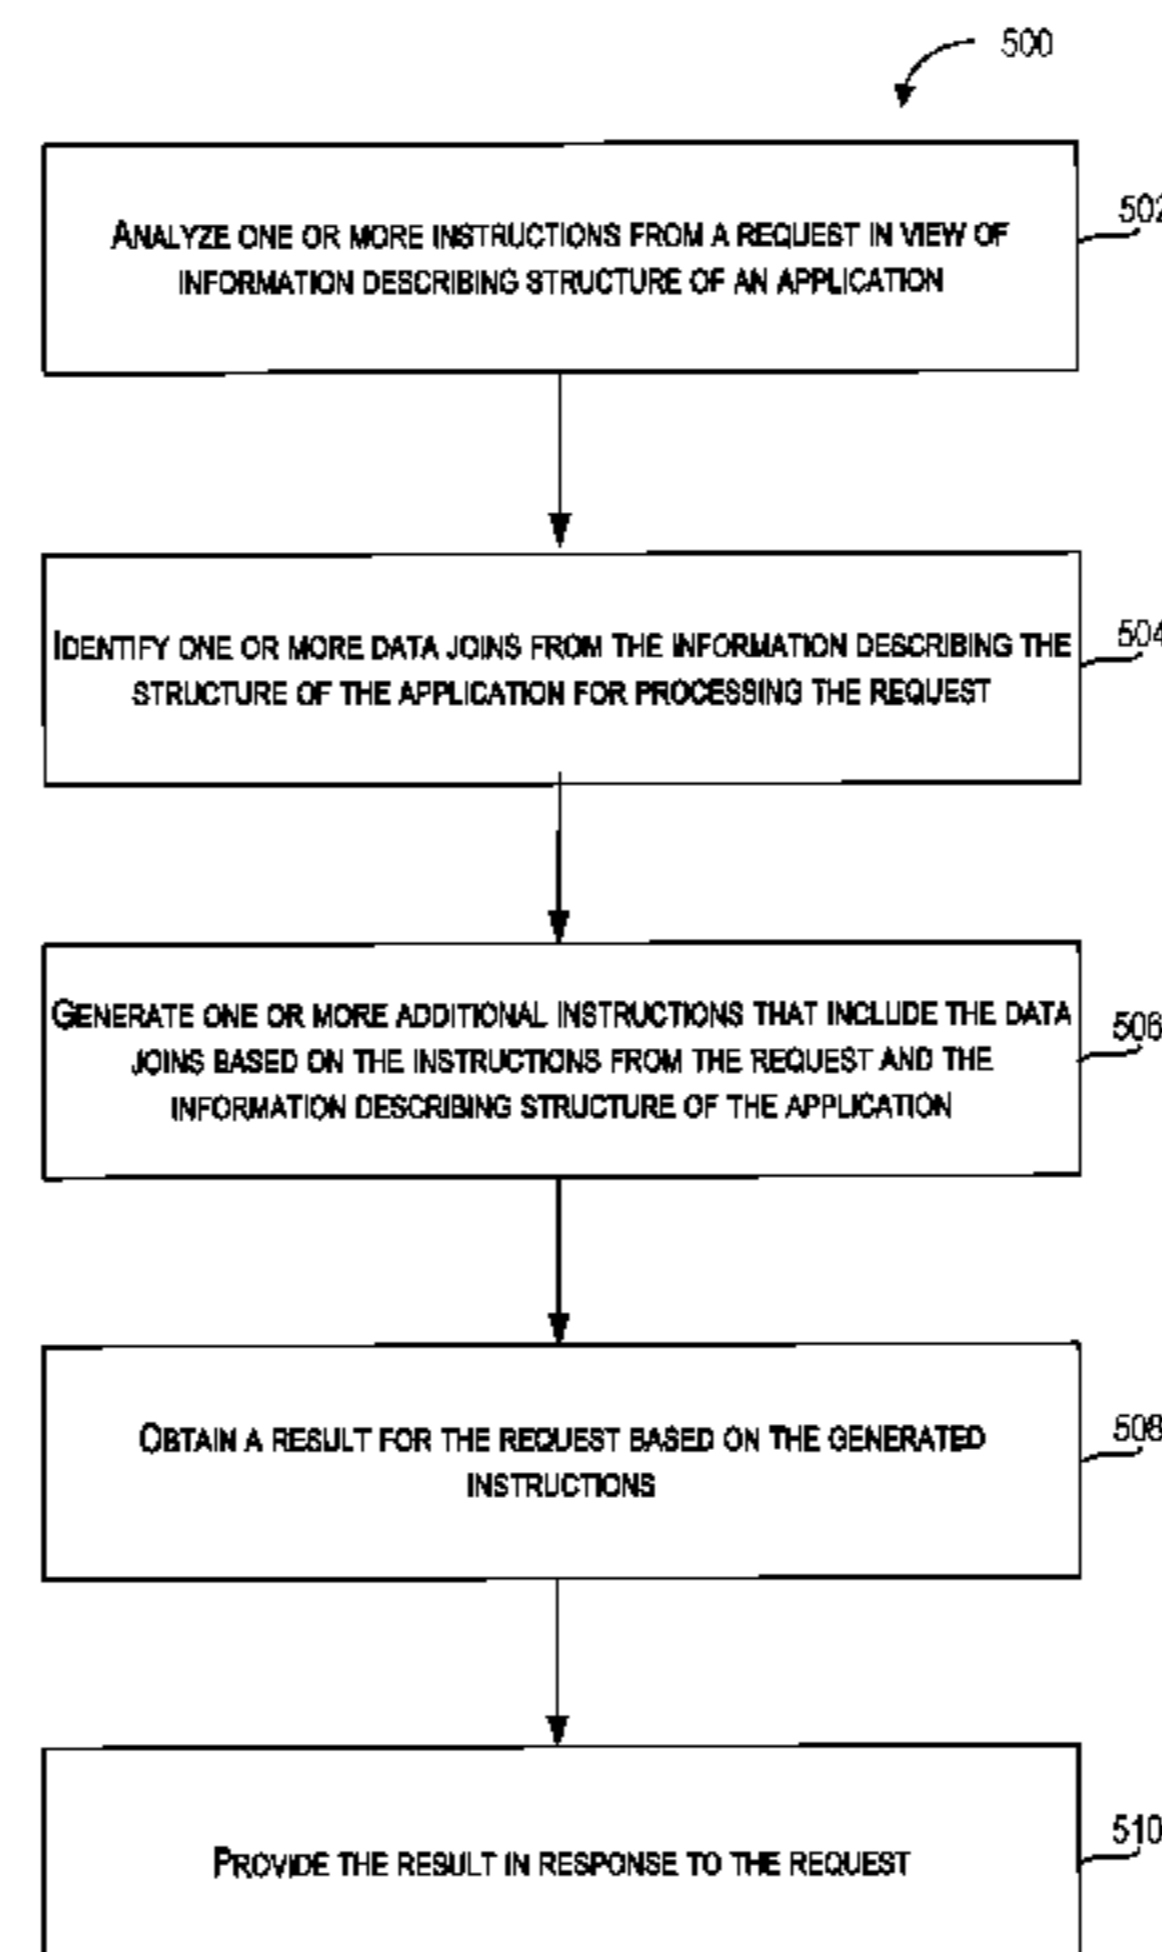 500
ANALYZE ONE OR MORE INSTRUCTIONS FROM A REQUEST IN VIEW OF
INFORMATION DESCRIBING STRUCTURE OF AN APPLICATION
502
IDENTIFY ONE OR MORE DATA JOINS FROM THE INFORMATION DESCRIBING THE
STRUCTURE OF THE APPLICATION FOR PROCESSING THE REQUEST
504
GENERATE ONE OR MORE ADDITIONAL INSTRUCTIONS THAT INCLUDE THE DATA
JOINS BASED ON THE INSTRUCTIONS FROM THE REQUEST AND THE
INFORMATION DESCRIBING STRUCTURE OF THE APPLICATION
506
OBTAIN A RESULT FOR THE REQUEST BASED ON THE GENERATED
INSTRUCTIONS
508
PROVIDE THE RESULT IN RESPONSE TO THE REQUEST
510